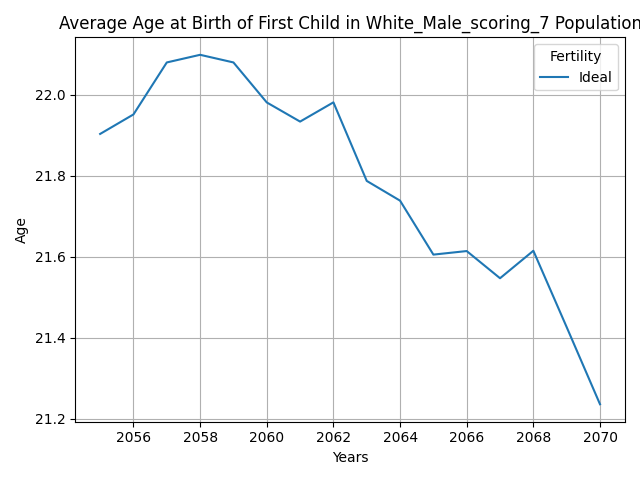 Average Age at Birth of First Child in White_Male_scoring_7 Population
Fertility
Ideal
22.0
21.8
21.6
21.4
21.2
Age
2056 2058 2060 2062 2064 2066 2068 2070
Years